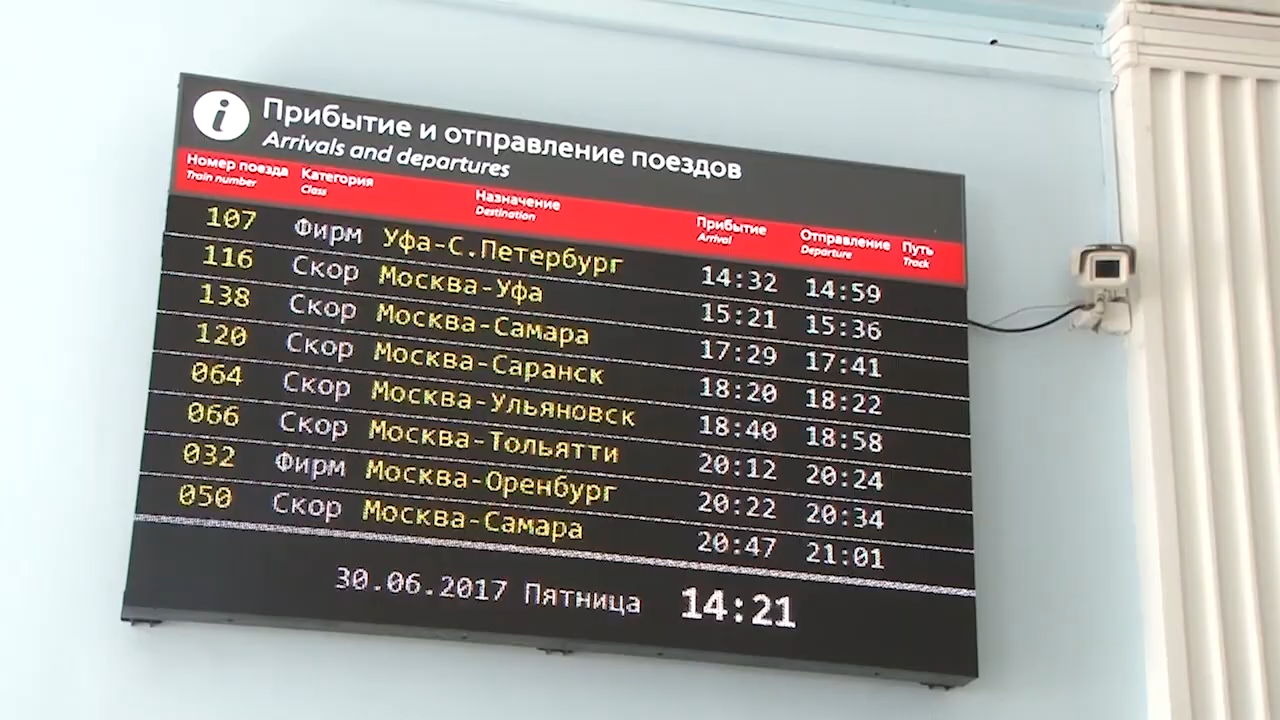 i Прибытие и отправление поездов
Arrivals and departures
Номер поезда Категория Назначение Прибытие Отправление Путь
Train number Class Destination Arrival Departure Track
107 Фирм Уфа-С.Петербург 14:32 14:59
116 Скор Москва-Уфа 15:21 15:36
138 Скор Москва-Самара 17:29 17:41
120 Скор Москва-Саранск 18:20 18:22
064 Скор Москва-Ульяновск 18:40 18:58
066 Скор Москва-Тольятти 20:12 20:24
032 Фирм Москва-Оренбург 20:22 20:34
050 Скор Москва-Самара 20:47 21:01
30.06.2017 Пятница 14:21